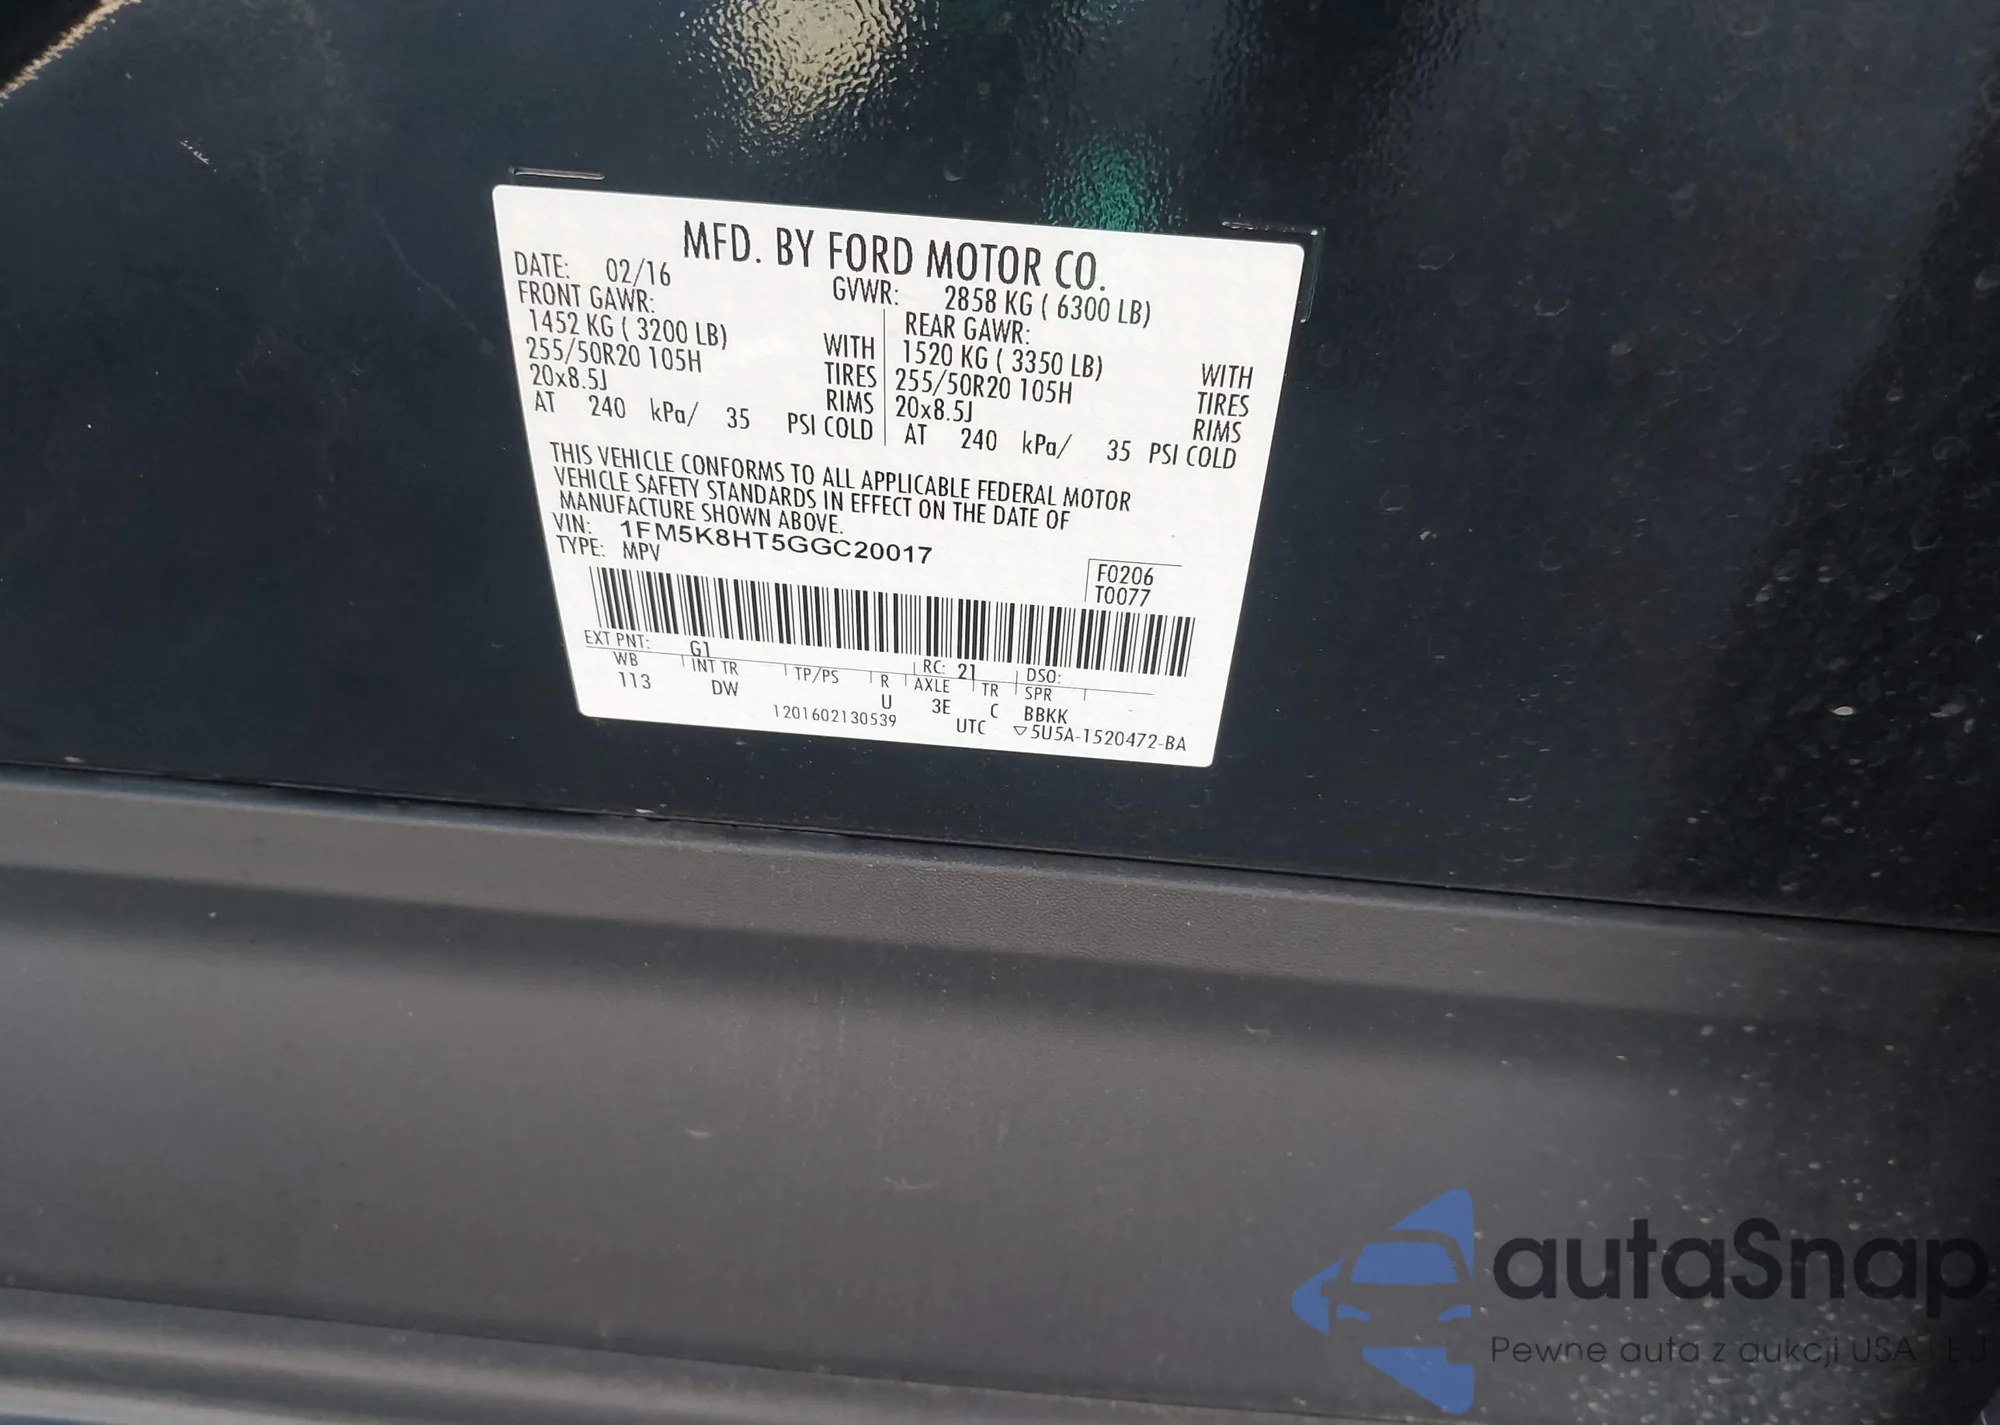 MFD. BY FORD MOTOR CO.
DATE: 02/16 GVWR: 2858 KG ( 6300 LB)
FRONT GAWR: REAR GAWR:
1452 KG ( 3200 LB) WITH 1520 KG ( 3350 LB) WITH
255/50R20 105H TIRES 255/50R20 105H TIRES
20x8.5J RIMS 20x8.5J RIMS
AT 240 kPa/ 35 PSI COLD AT 240 kPa/ 35 PSI COLD
THIS VEHICLE CONFORMS TO ALL APPLICABLE FEDERAL MOTOR
VEHICLE SAFETY STANDARDS IN EFFECT ON THE DATE OF
MANUFACTURE SHOWN ABOVE.
VIN: 1FM5K8HT5GGC20017
TYPE: MPV
F0206
T0077
EXT PNT: G1 RC: 21 DSO:
WB INT TR TP/PS R AXLE TR SPR
113 DW U 3E C BBKK
1201602130539 UTC ▽5U5A-1520472-BA
autaSnap
Pewne auta z aukcji USA i EU